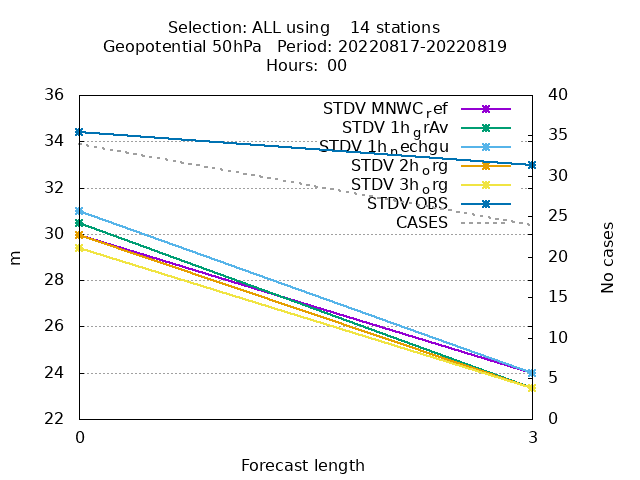 Selection: ALL using 14 stations
Geopotential 50hPa Period: 20220817-20220819
Hours: 00
36
34
32
30
28
26
24
22
40
35
30
25
20
15
10
5
0
STDV MNWC_ref
STDV 1h_grAv
STDV 1h_nechgu
STDV 2h_org
STDV 3h_org
STDV OBS
CASES
m
No cases
0
3
Forecast length